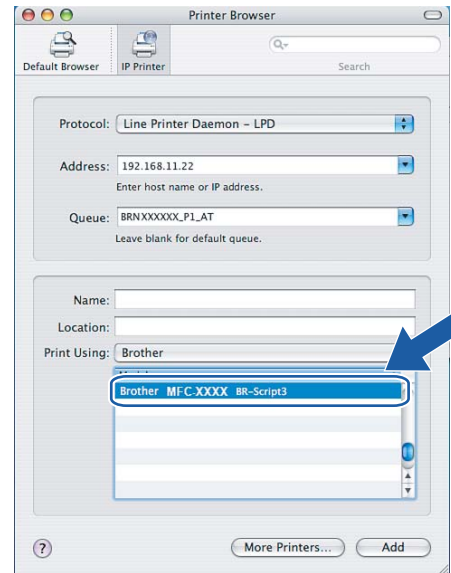 Printer Browser
Default Browser IP Printer Search
Protocol: Line Printer Daemon - LPD
Address: 192.168.11.22
Enter host name or IP address.
Queue: BRNXXXXXX_P1_AT
Leave blank for default queue.
Name:
Location:
Print Using: Brother
Brother MFC-XXXX BR-Script3
? More Printers... Add